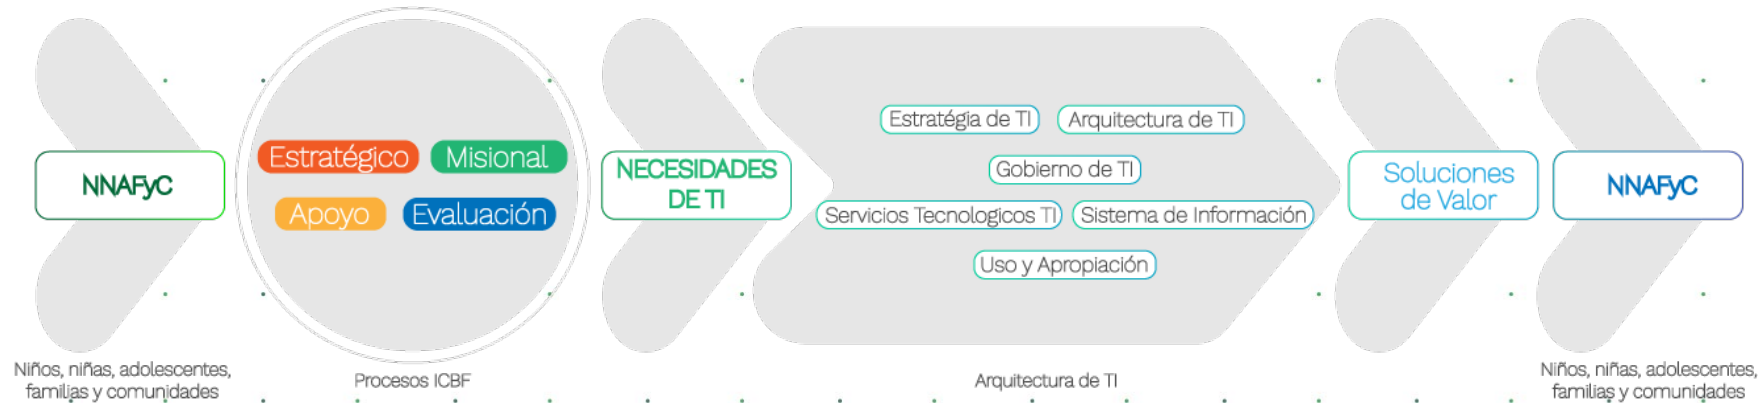 NNAFyC
Niños, niñas, adolescentes,
familias y comunidades
Estratégico
Misional
Apoyo
Evaluación
Procesos ICBF
NECESIDADES
DE TI
Estratégia de TI
Arquitectura de TI
Gobierno de TI
Servicios Tecnologicos TI
Sistema de Información
Uso y Apropiación
Arquitectura de TI
Soluciones
de Valor
NNAFyC
Niños, niñas, adolescentes,
familias y comunidades